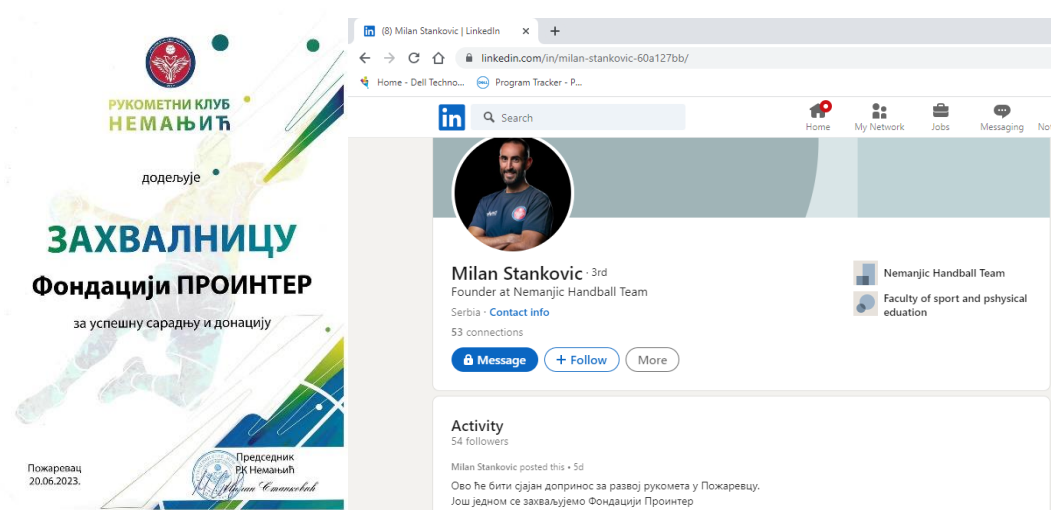 РУКОМЕТНИ КЛУБ
НЕМАЊИЋ
додељује
ЗАХВАЛНИЦУ
Фондацији ПРОИНТЕР
за успешну сарадњу и донацију
Пожаревац
20.06.2023.
Председник
РК Немањић
Милан Станковић
(8) Milan Stankovic | LinkedIn
linkedin.com/in/milan-stankovic-60a127bb/
Home - Dell Techno...
Program Tracker - P...
in
Search
Home
My Network
Jobs
Messaging
Milan Stankovic · 3rd
Founder at Nemanjic Handball Team
Serbia · Contact info
53 connections
Message
+ Follow
More
Nemanjic Handball Team
Faculty of sport and pshysical
eduation
Activity
54 followers
Milan Stankovic posted this • 5d
Ово ће бити сјајан допринос за развој рукомета у Пожаревцу.
Још једном се захваљујемо Фондацији Проинтер